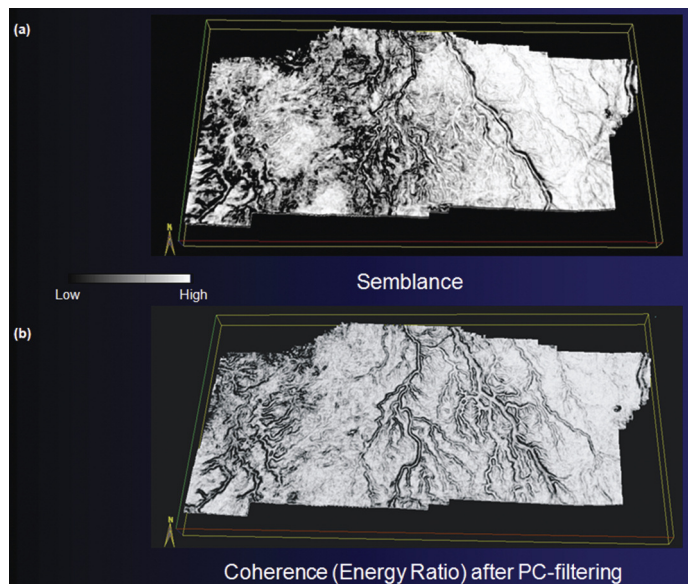 (a)
N
Semblance
Low High
(b)
N
Coherence (Energy Ratio) after PC-filtering